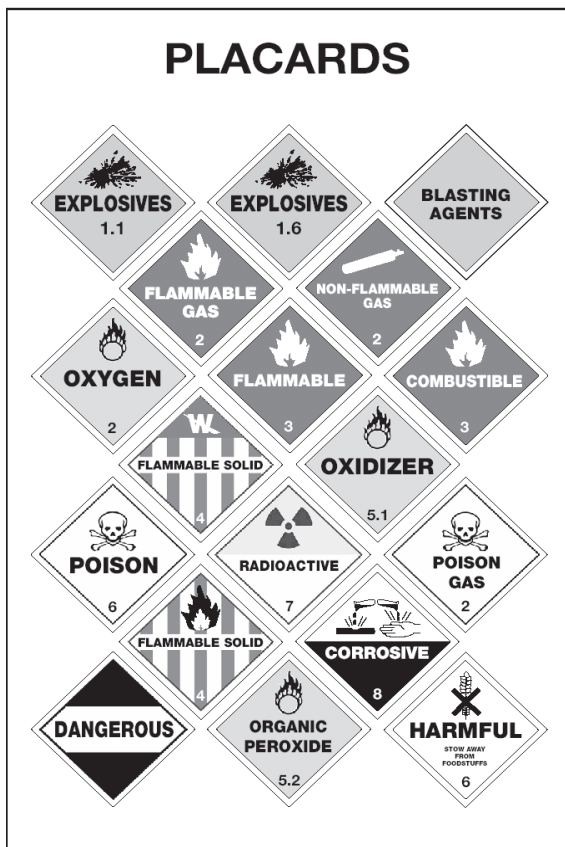 PLACARDS
EXPLOSIVES
1.1
EXPLOSIVES
1.6
BLASTING
AGENTS
FLAMMABLE
GAS
2
NON-FLAMMABLE
GAS
2
OXYGEN
2
FLAMMABLE
3
COMBUSTIBLE
3
W
FLAMMABLE SOLID
4
OXIDIZER
5.1
POISON
6
RADIOACTIVE
7
POISON
GAS
2
FLAMMABLE SOLID
4
CORROSIVE
8
DANGEROUS
ORGANIC
PEROXIDE
5.2
HARMFUL
STOW AWAY
FROM
FOODSTUFFS
6